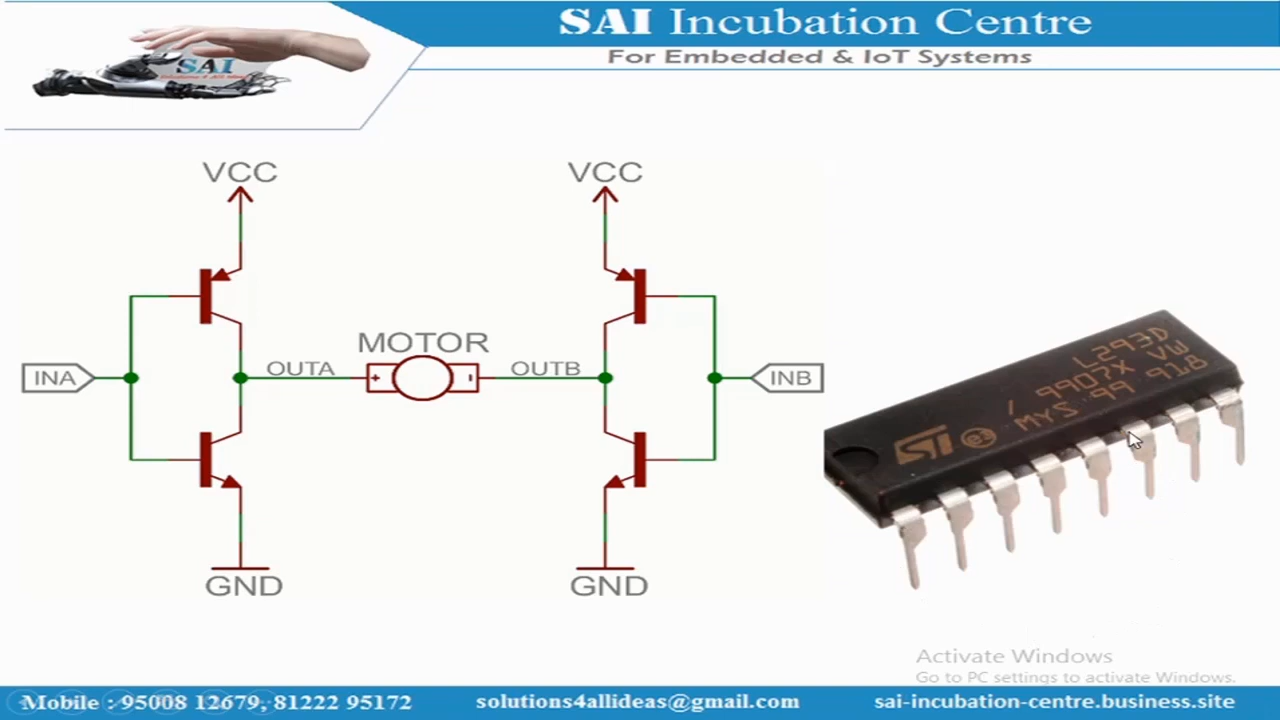 SAI Incubation Centre
For Embedded & IoT Systems
SAI
VCC
VCC
MOTOR
INA
OUTA
+
-
OUTB
INB
GND
GND
L293D
9907X VW
MYS 99 918
ST e3
Activate Windows
Go to PC settings to activate Windows.
Mobile : 95008 12679, 81222 95172
solutions4allideas@gmail.com
sai-incubation-centre.business.site